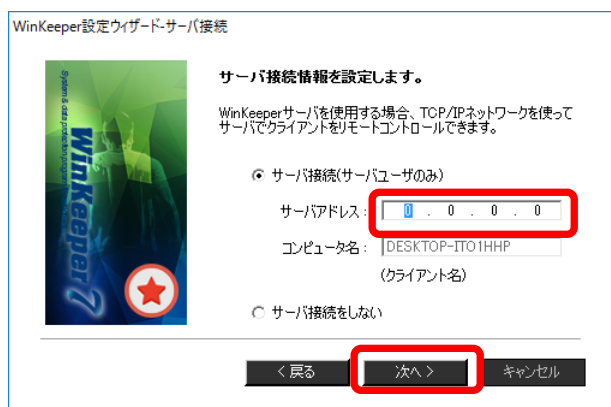 WinKeeper設定ウィザード-サーバ接続
System & data protection program
WinKeeper 7
サーバ接続情報を設定します。
WinKeeperサーバを使用する場合、TCP/IPネットワークを使って
サーバでクライアントをリモートコントロールできます。
サーバ接続(サーバユーザのみ)
サーバアドレス： 0 . 0 . 0 . 0
コンピュータ名： DESKTOP-ITO1HHP
(クライアント名)
サーバ接続をしない
< 戻る 次へ > キャンセル